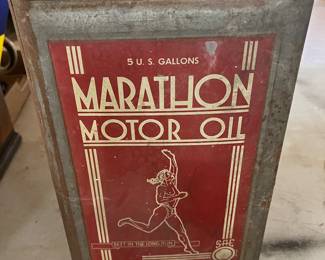 5 U. S. GALLONS
MARATHON
MOTOR OIL
BEST IN THE LONG RUN
SAE